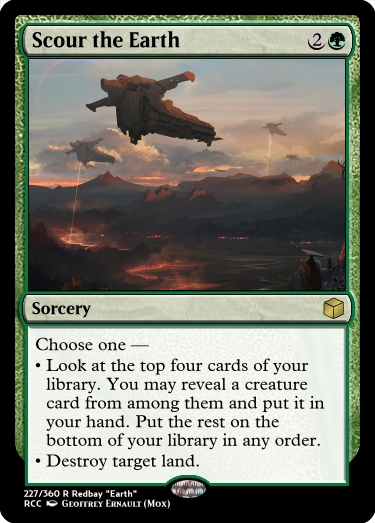 Scour the Earth 2
Sorcery
Choose one —
• Look at the top four cards of your
library. You may reveal a creature
card from among them and put it in
your hand. Put the rest on the
bottom of your library in any order.
• Destroy target land.
227/360 R Redbay "Earth"
RCC Geoffrey Ernault (Mox)